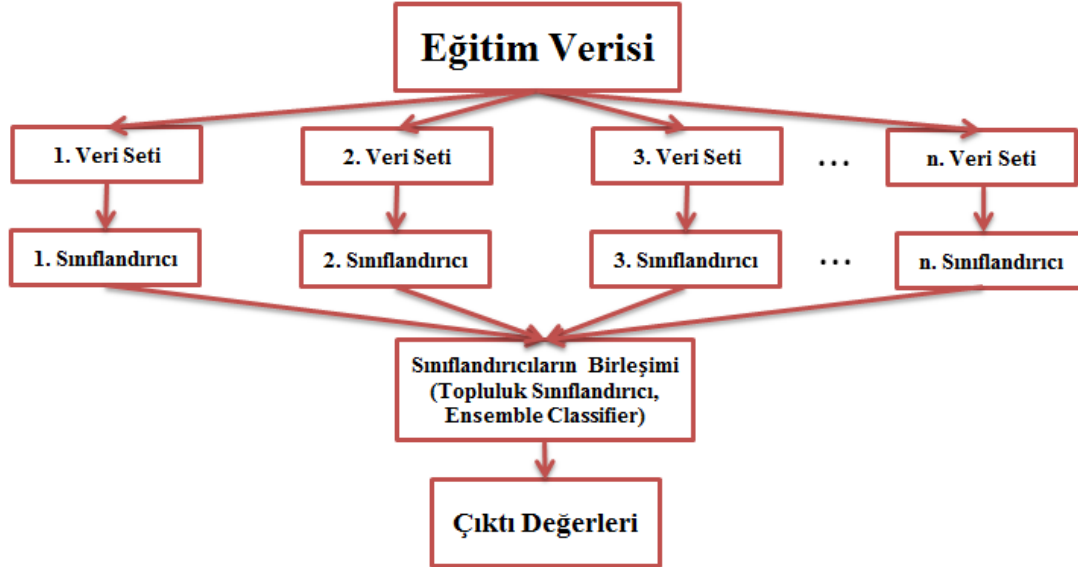 Eğitim Verisi
1. Veri Seti
2. Veri Seti
3. Veri Seti
...
n. Veri Seti
1. Sınıflandırıcı
2. Sınıflandırıcı
3. Sınıflandırıcı
...
n. Sınıflandırıcı
Sınıflandırıcıların Birleşimi
(Topluluk Sınıflandırıcı,
Ensemble Classifier)
Çıktı Değerleri